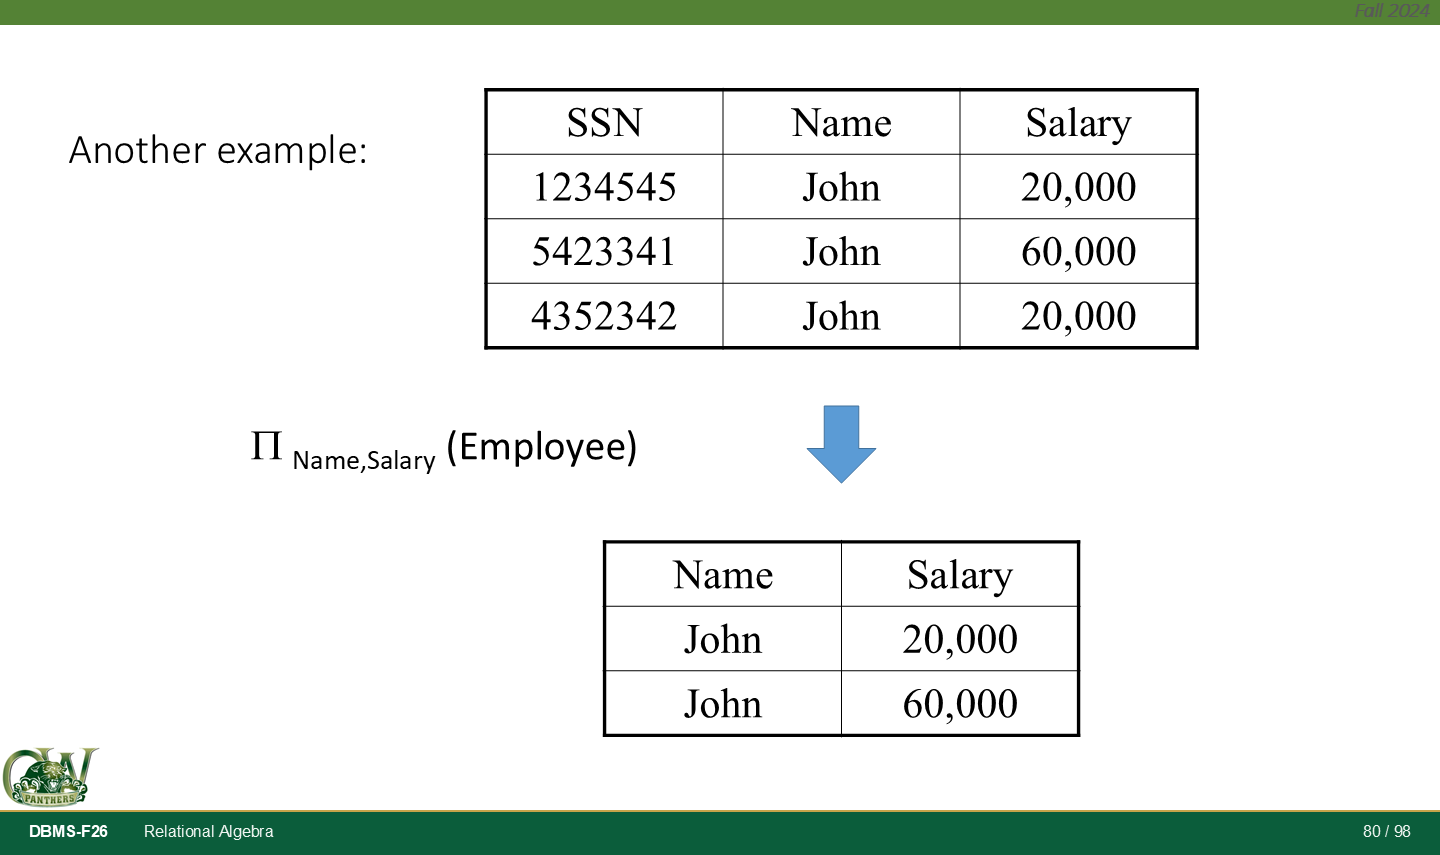 Fall 2024
Another example:
SSN Name Salary
1234545 John 20,000
5423341 John 60,000
4352342 John 20,000
Π Name,Salary (Employee)
Name Salary
John 20,000
John 60,000
OW
PANTHERS
DBMS-F26 Relational Algebra 80 / 98